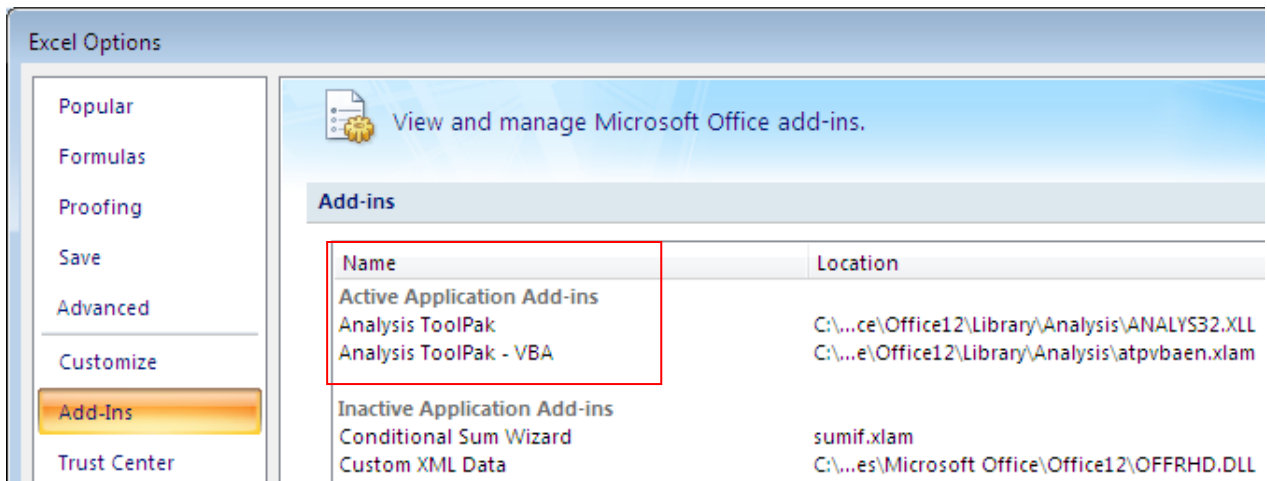 Excel Options
Popular
Formulas
Proofing
Save
Advanced
Customize
Add-Ins
Trust Center
View and manage Microsoft Office add-ins.
Add-ins
Name Location
Active Application Add-ins
Analysis ToolPak C:\...ce\Office12\Library\Analysis\ANALYS32.XLL
Analysis ToolPak - VBA C:\...e\Office12\Library\Analysis\atpvbaen.xlam
Inactive Application Add-ins
Conditional Sum Wizard sumif.xlam
Custom XML Data C:\...es\Microsoft Office\Office12\OFFRHD.DLL